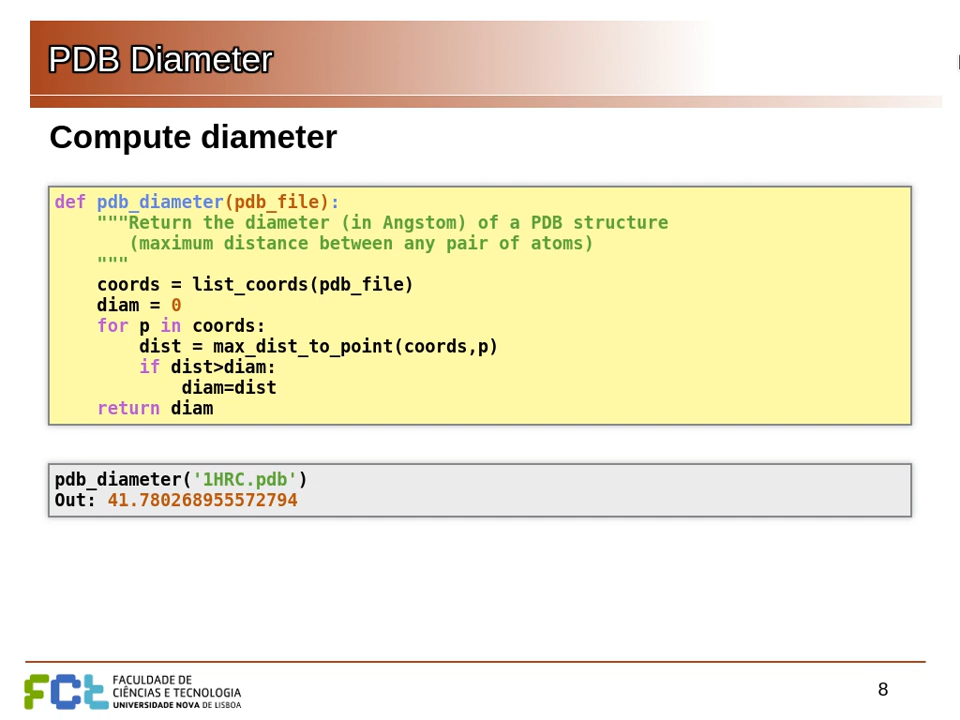 PDB Diameter
Compute diameter
def pdb_diameter(pdb_file):
    """Return the diameter (in Angstom) of a PDB structure
       (maximum distance between any pair of atoms)
    """
    coords = list_coords(pdb_file)
    diam = 0
    for p in coords:
        dist = max_dist_to_point(coords,p)
        if dist>diam:
            diam=dist
    return diam
pdb_diameter('1HRC.pdb')
Out: 41.780268955572794
FCt
FACULDADE DE
CIÊNCIAS E TECNOLOGIA
UNIVERSIDADE NOVA DE LISBOA
8